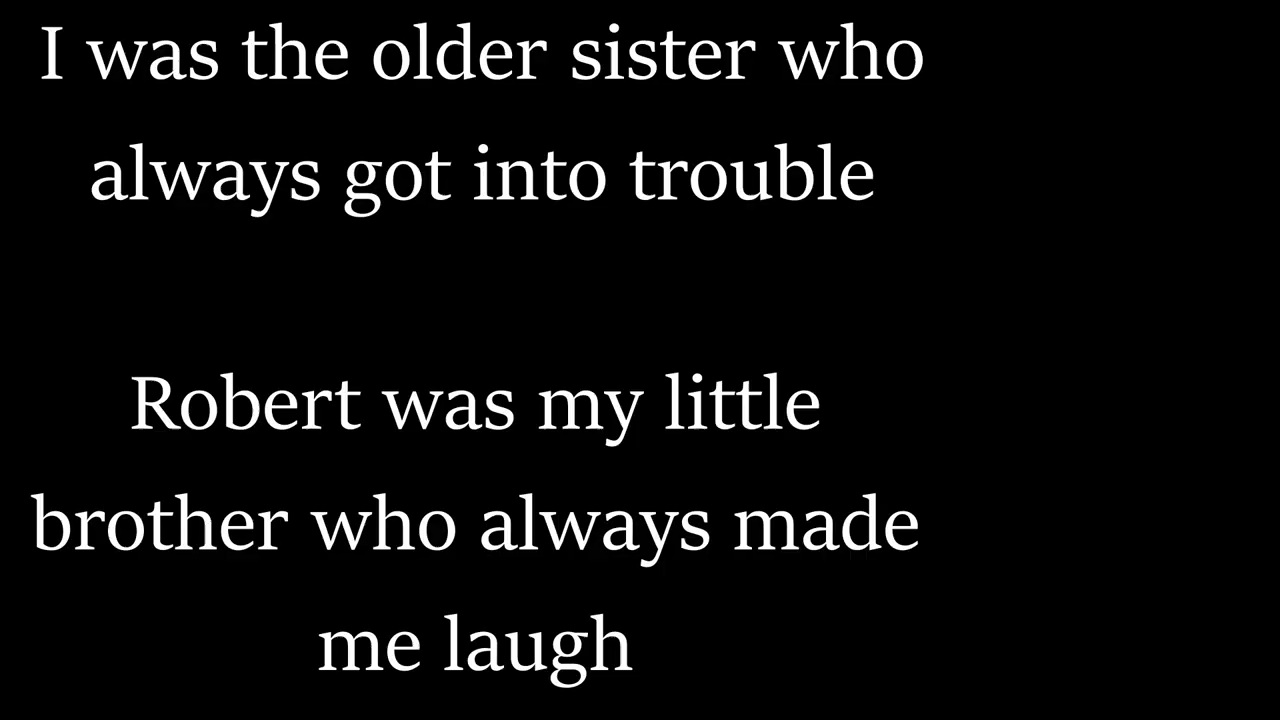 I was the older sister who
always got into trouble
Robert was my little
brother who always made
me laugh